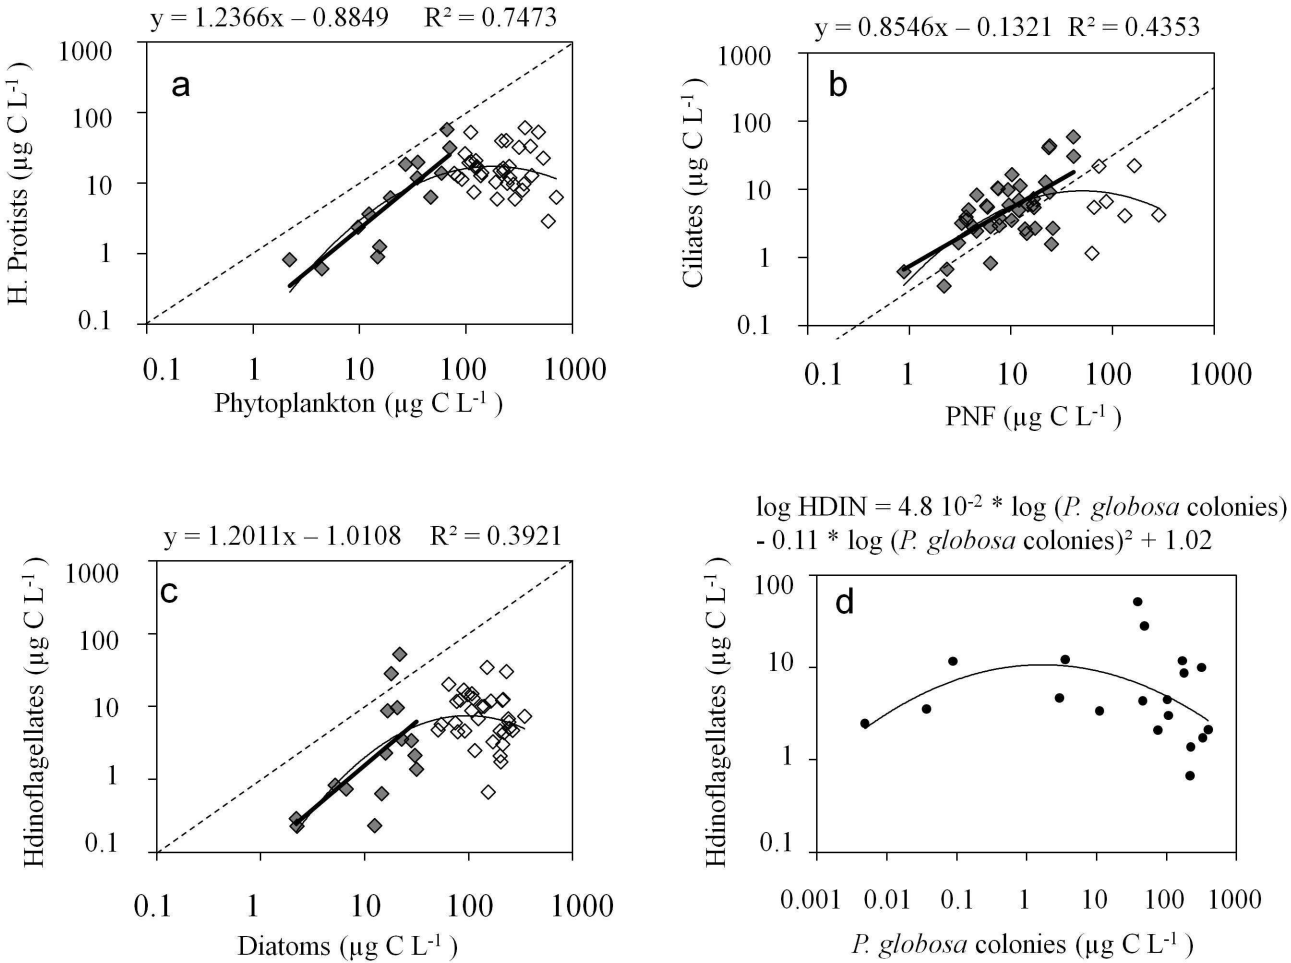 y = 1.2366x – 0.8849 R² = 0.7473
a
H. Protists (µg C L⁻¹ )
1000
100
10
1
0.1
0.1 1 10 100 1000
Phytoplankton (µg C L⁻¹ )
y = 0.8546x – 0.1321 R² = 0.4353
b
Ciliates (µg C L⁻¹ )
1000
100
10
1
0.1
0.1 1 10 100 1000
PNF (µg C L⁻¹ )
y = 1.2011x – 1.0108 R² = 0.3921
c
Hdinoflagellates (µg C L⁻¹ )
1000
100
10
1
0.1
0.1 1 10 100 1000
Diatoms (µg C L⁻¹ )
log HDIN = 4.8 10⁻² * log (P. globosa colonies)
- 0.11 * log (P. globosa colonies)² + 1.02
d
Hdinoflagellates (µg C L⁻¹ )
100
10
1
0.1
0.001 0.01 0.1 1 10 100 1000
P. globosa colonies (µg C L⁻¹ )